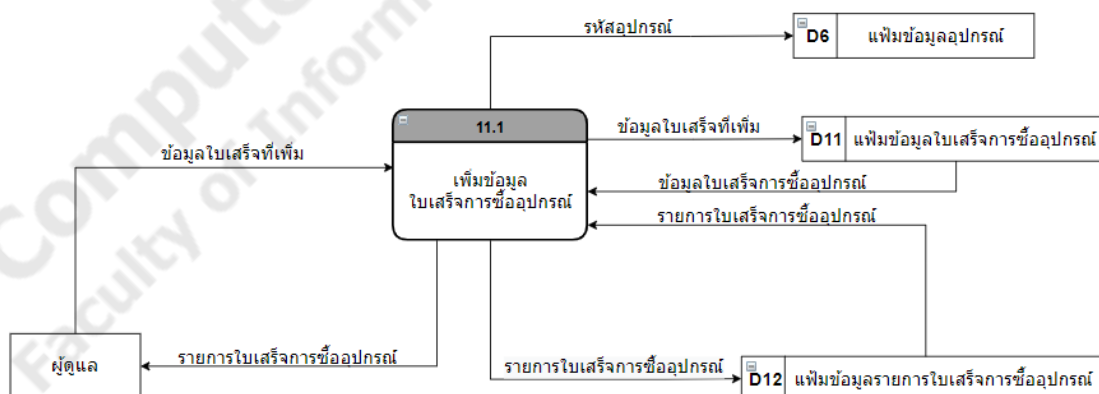 รหัสอุปกรณ์
D6 แฟ้มข้อมูลอุปกรณ์
11.1
ข้อมูลใบเสร็จที่เพิ่ม
D11 แฟ้มข้อมูลใบเสร็จการซื้ออุปกรณ์
ข้อมูลใบเสร็จที่เพิ่ม
เพิ่มข้อมูล
ใบเสร็จการซื้ออุปกรณ์
ข้อมูลใบเสร็จการซื้ออุปกรณ์
รายการใบเสร็จการซื้ออุปกรณ์
ผู้ดูแล
รายการใบเสร็จการซื้ออุปกรณ์
รายการใบเสร็จการซื้ออุปกรณ์
D12 แฟ้มข้อมูลรายการใบเสร็จการซื้ออุปกรณ์
Faculty of Inform